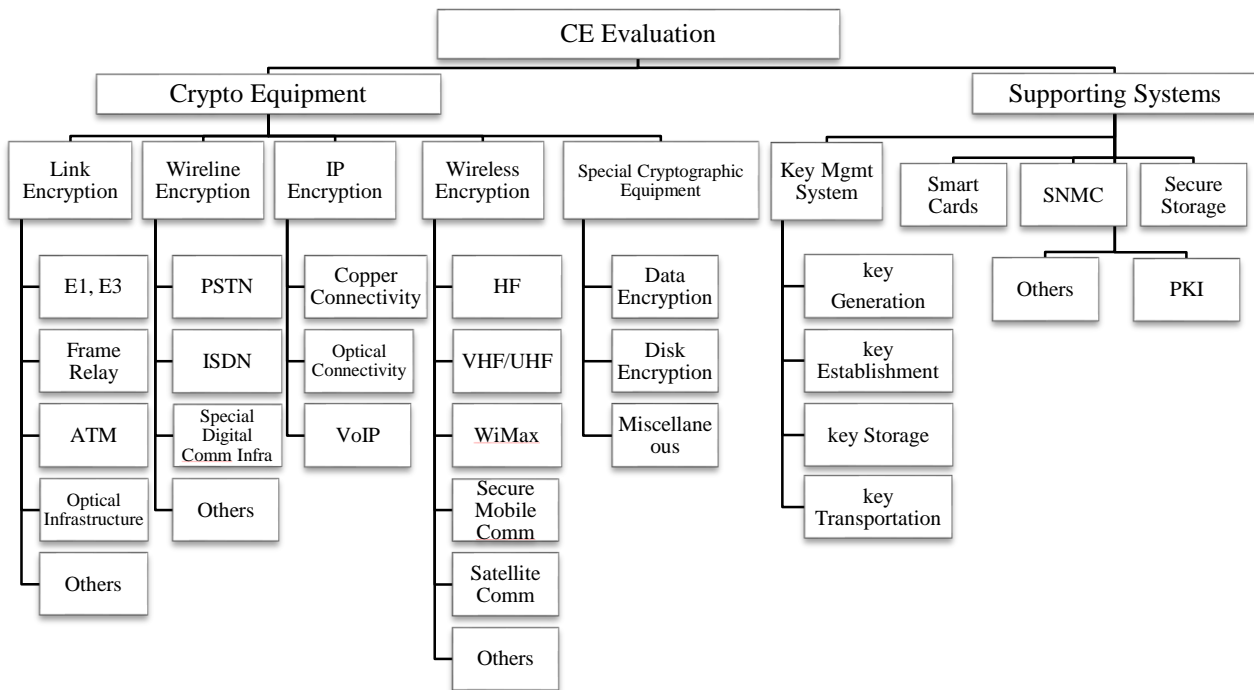 CE Evaluation
Crypto Equipment
Supporting Systems
Link
Encryption
Wireline
Encryption
IP
Encryption
Wireless
Encryption
Special Cryptographic
Equipment
Key Mgmt
System
Smart
Cards
SNMC
Secure
Storage
E1, E3
Frame
Relay
ATM
Optical
Infrastructure
Others
PSTN
ISDN
Special
Digital
Comm Infra
Others
Copper
Connectivity
Optical
Connectivity
VoIP
HF
VHF/UHF
WiMax
Secure
Mobile
Comm
Satellite
Comm
Others
Data
Encryption
Disk
Encryption
Miscellane
ous
key
Generation
key
Establishment
key Storage
key
Transportation
Others
PKI